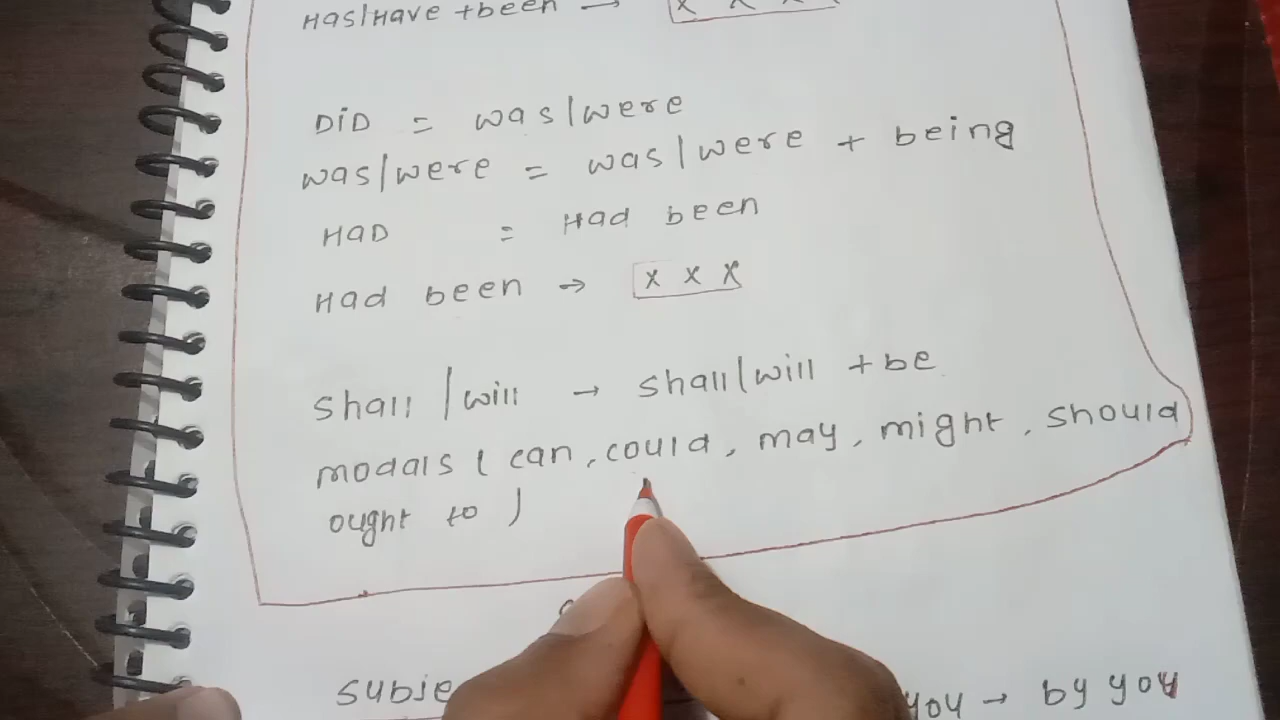 Has/Have +been → x x x x
DiD = was/were
was/were = was/were + being
HaD = Had been
Had been → x x x
shall /will → shall/will +be
modals ( can, could, may, might, should
ought to )
you → by you